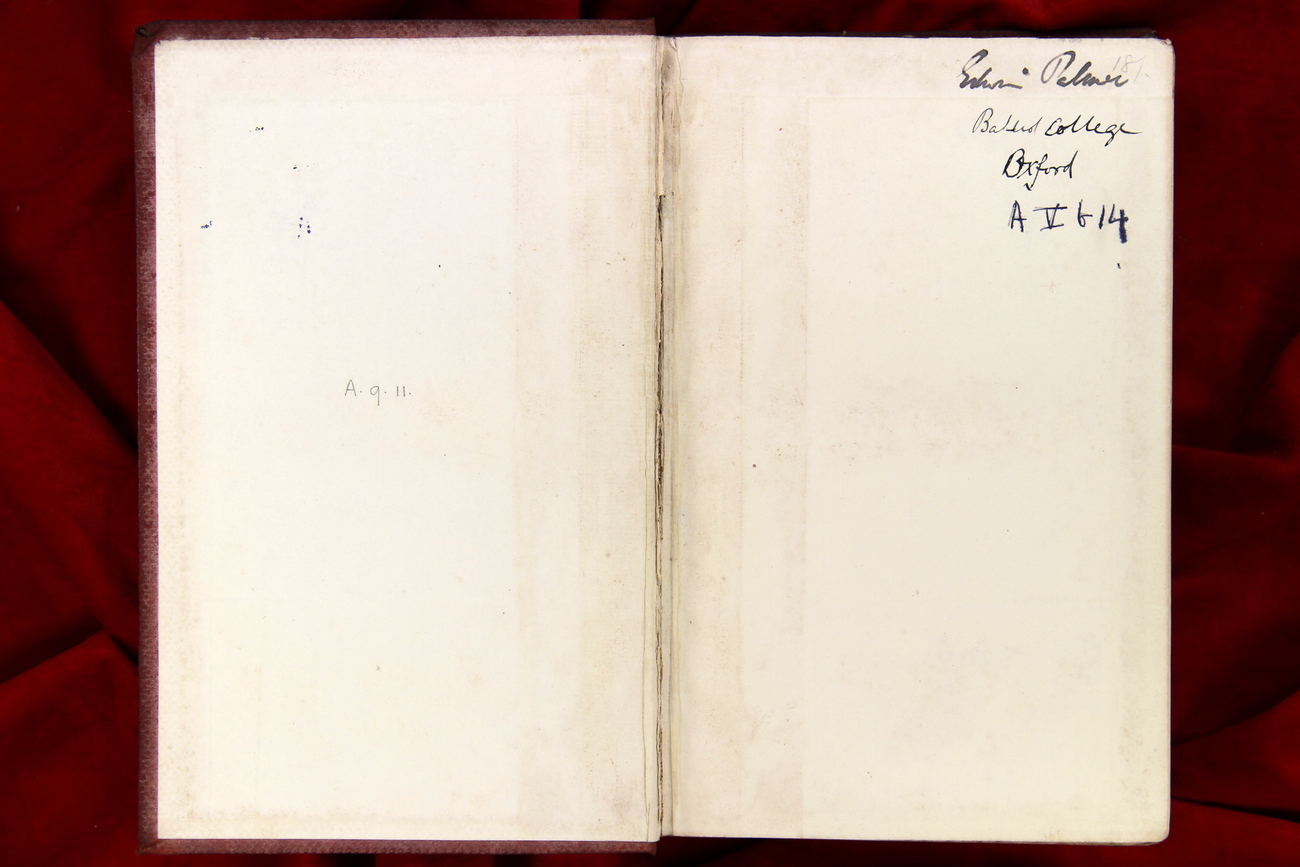 A. 9. 11.
Edwin Palmer
Balliol College
Oxford
A V 6 14